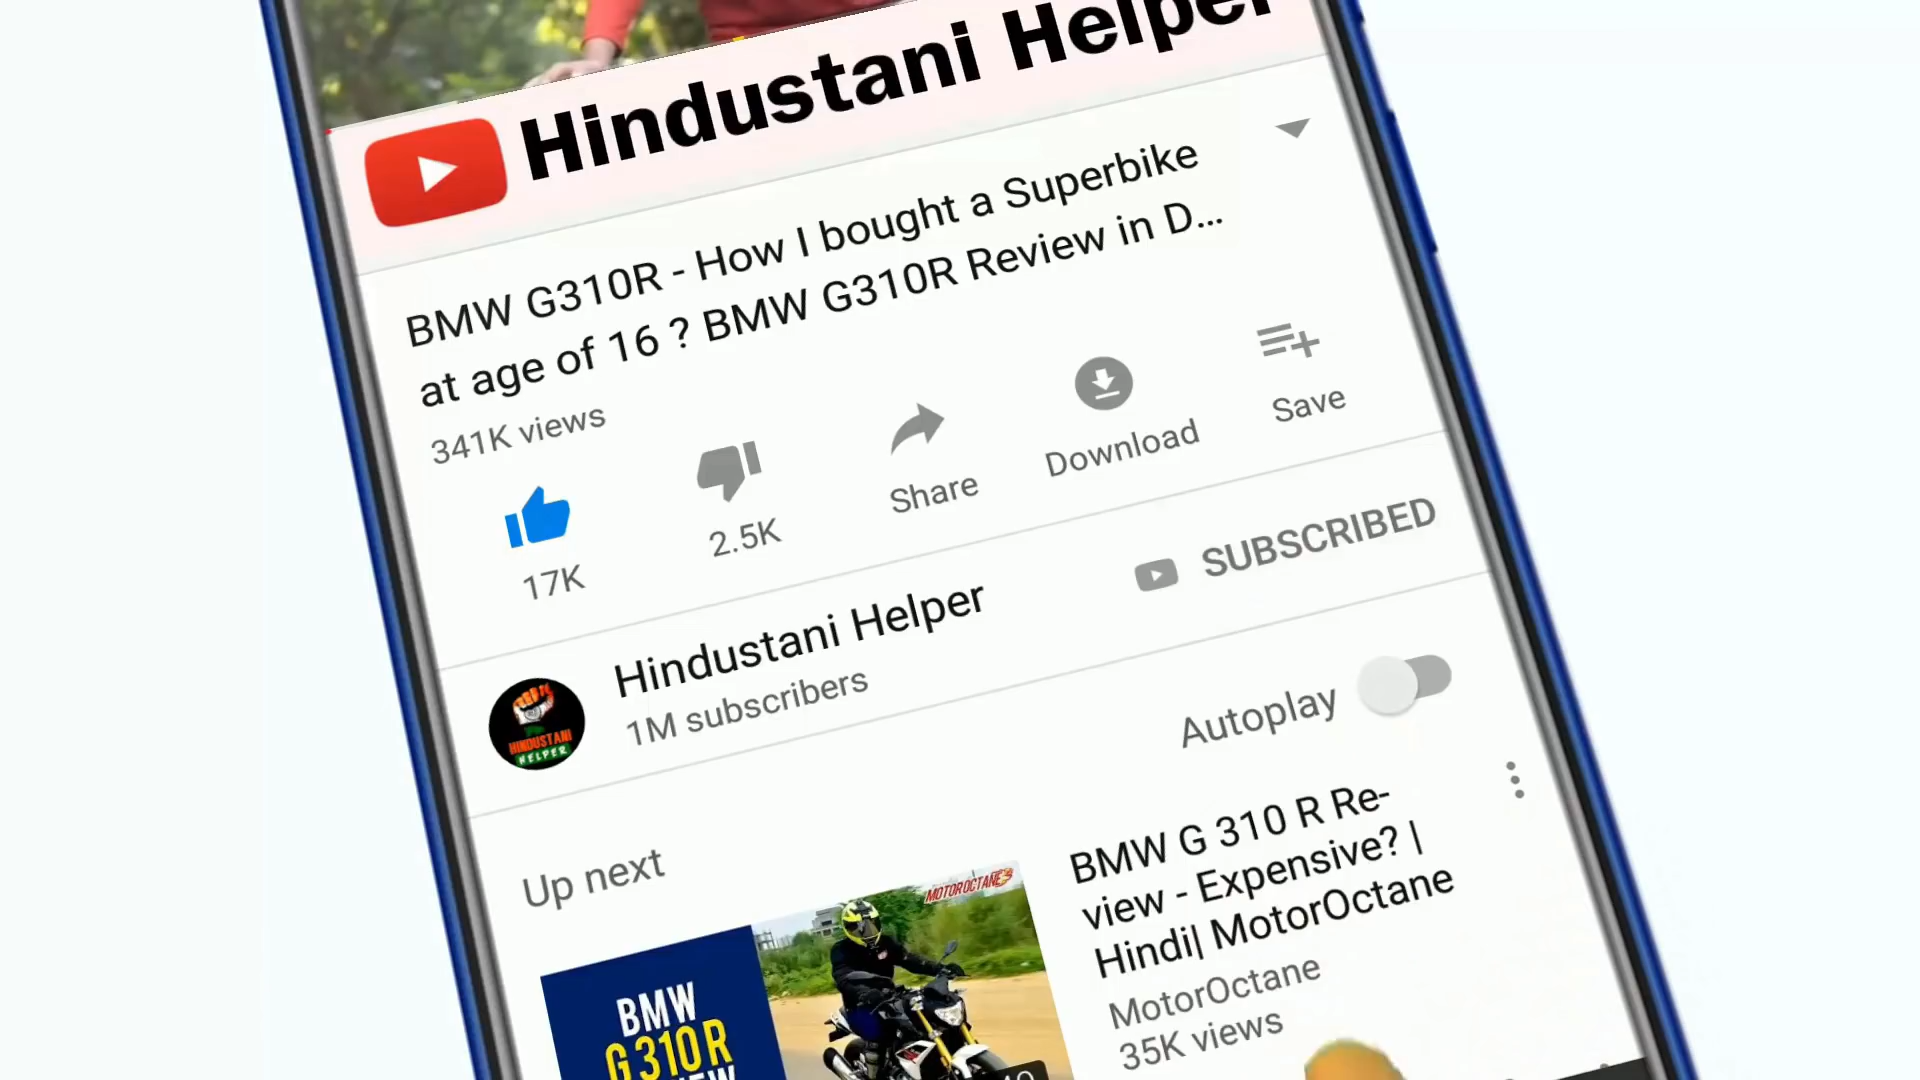 Hindustani Helper
BMW G310R - How I bought a Superbike
at age of 16 ? BMW G310R Review in D...
341K views
17K
2.5K
Share
Download
Save
Hindustani Helper
1M subscribers
SUBSCRIBED
HINDUSTANI
HELPER
Autoplay
Up next
BMW G 310 R Re-
view - Expensive? |
Hindi| MotorOctane
MotorOctane
35K views
MOTOROCTANE
BMW
G310R